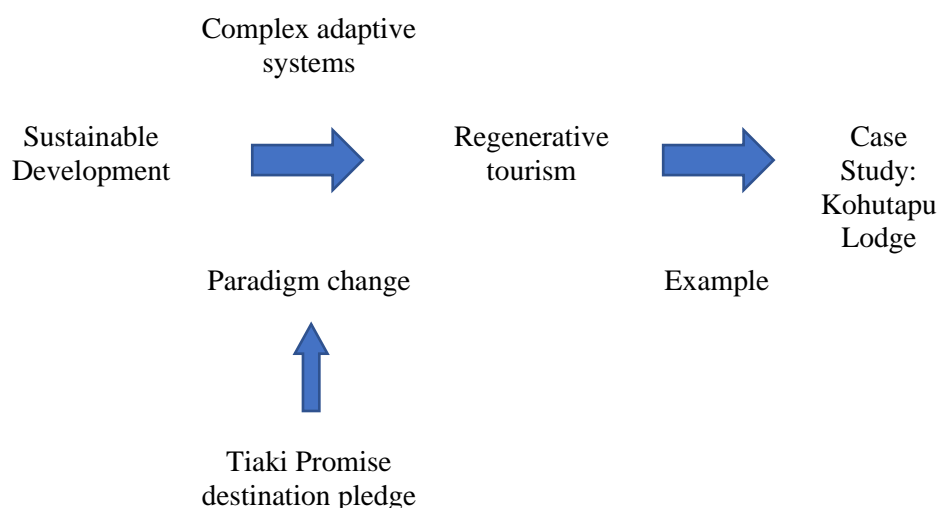 Complex adaptive
systems
Sustainable
Development
Regenerative
tourism
Case
Study:
Kohutapu
Lodge
Paradigm change
Example
Tiaki Promise
destination pledge